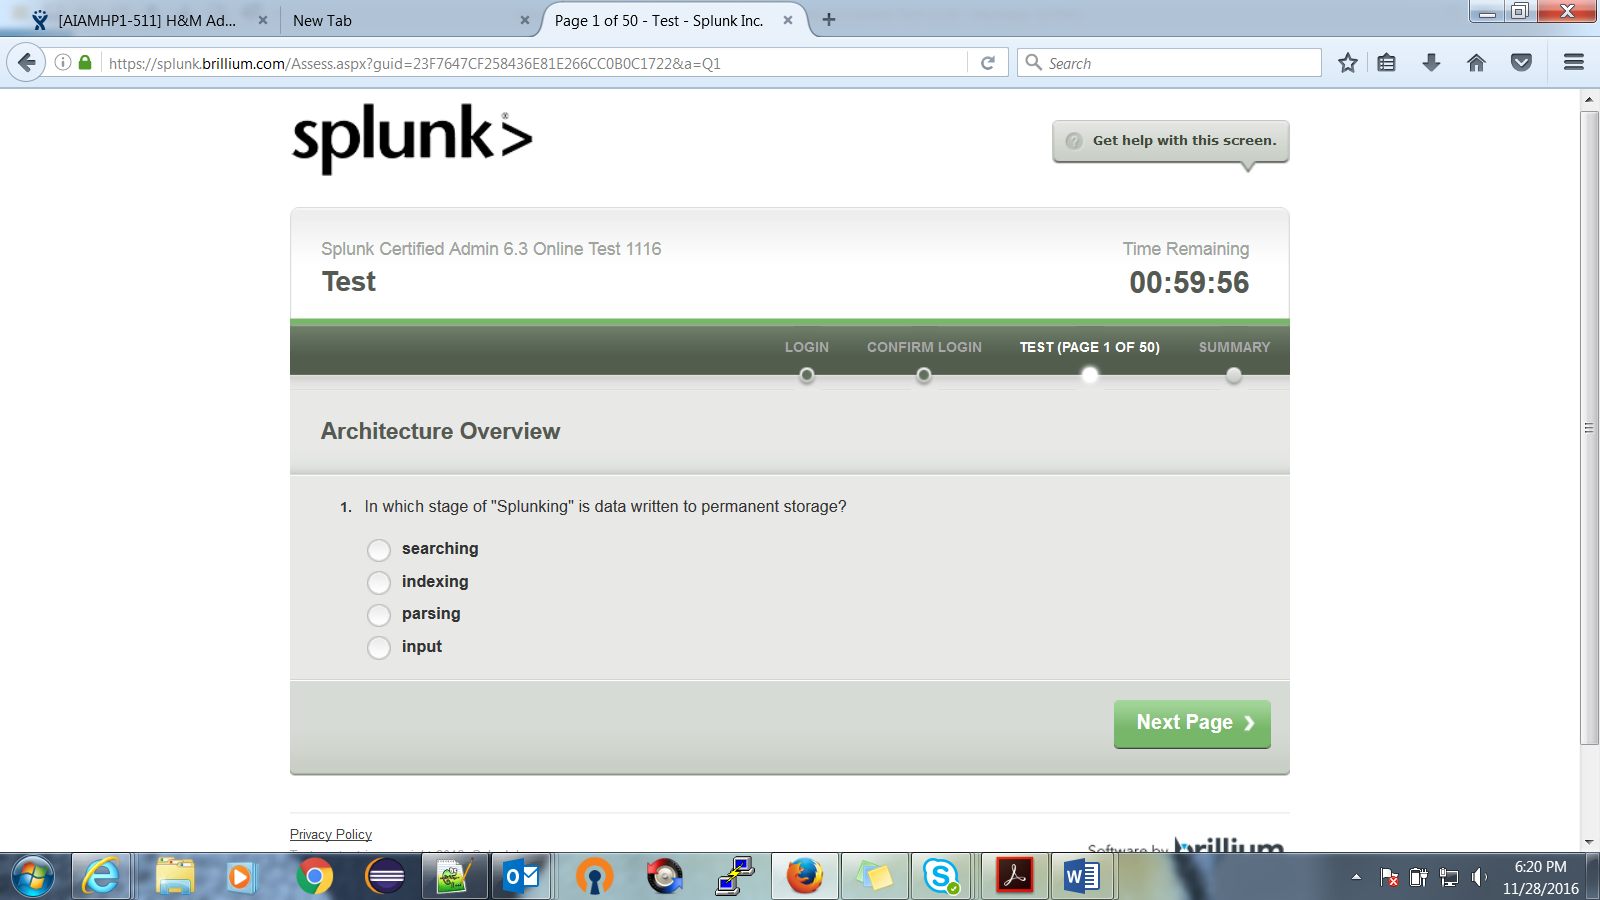 [AIAMHP1-511] H&M Ad...
New Tab
Page 1 of 50 - Test - Splunk Inc.
https://splunk.brillium.com/Assess.aspx?guid=23F7647CF258436E81E266CC0B0C1722&a=Q1
Search
splunk>
Get help with this screen.
Splunk Certified Admin 6.3 Online Test 1116
Time Remaining
Test
00:59:56
LOGIN
CONFIRM LOGIN
TEST (PAGE 1 OF 50)
SUMMARY
Architecture Overview
1. In which stage of "Splunking" is data written to permanent storage?
searching
indexing
parsing
input
Next Page
Privacy Policy
Software by brillium
6:20 PM
11/28/2016